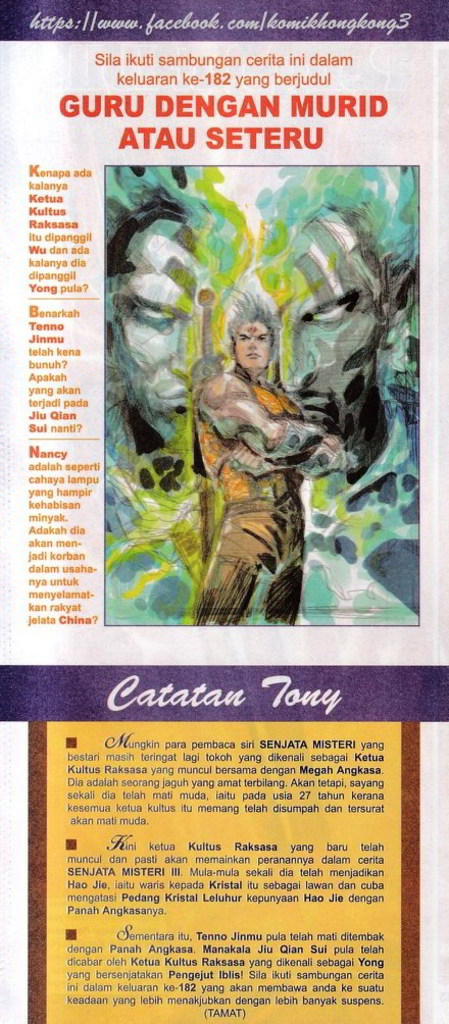 https://www.facebook.com/komikhongkong3
Sila ikuti sambungan cerita ini dalam
keluaran ke-182 yang berjudul
GURU DENGAN MURID
ATAU SETERU
Kenapa ada
kalanya
Ketua
Kultus
Raksasa
itu dipanggil
Wu dan ada
kalanya dia
dipanggil
Yong pula?
Benarkah
Tenno
Jinmu
telah kena
bunuh?
Apakah
yang akan
terjadi pada
Jiu Qian
Sui nanti?
Nancy
adalah seperti
cahaya lampu
yang hampir
kehabisan
minyak.
Adakah dia
akan men-
jadi korban
dalam usaha-
nya untuk
menyelamat-
kan rakyat
jelata China?
Catatan Tony
Mungkin para pembaca siri SENJATA MISTERI yang
bestari masih teringat lagi tokoh yang dikenali sebagai Ketua
Kultus Raksasa yang muncul bersama dengan Megah Angkasa.
Dia adalah seorang jaguh yang amat terbilang. Akan tetapi, sayang
sekali dia telah mati muda, iaitu pada usia 27 tahun kerana
kesemua ketua kultus itu memang telah disumpah dan tersurat
akan mati muda.
Kini ketua Kultus Raksasa yang baru telah
muncul dan pasti akan memainkan peranannya dalam cerita
SENJATA MISTERI III. Mula-mula sekali dia telah menjadikan
Hao Jie, iaitu waris kepada Kristal itu sebagai lawan dan cuba
mengatasi Pedang Kristal Leluhur kepunyaan Hao Jie dengan
Panah Angkasanya.
Sementara itu, Tenno Jinmu pula telah mati ditembak
dengan Panah Angkasa. Manakala Jiu Qian Sui pula telah
dicabar oleh Ketua Kultus Raksasa yang dikenali sebagai Yong
yang bersenjatakan Pengejut Iblis! Sila ikuti sambungan cerita
ini dalam keluaran ke-182 yang akan membawa anda ke suatu
keadaan yang lebih menakjubkan dengan lebih banyak suspens.
(TAMAT)